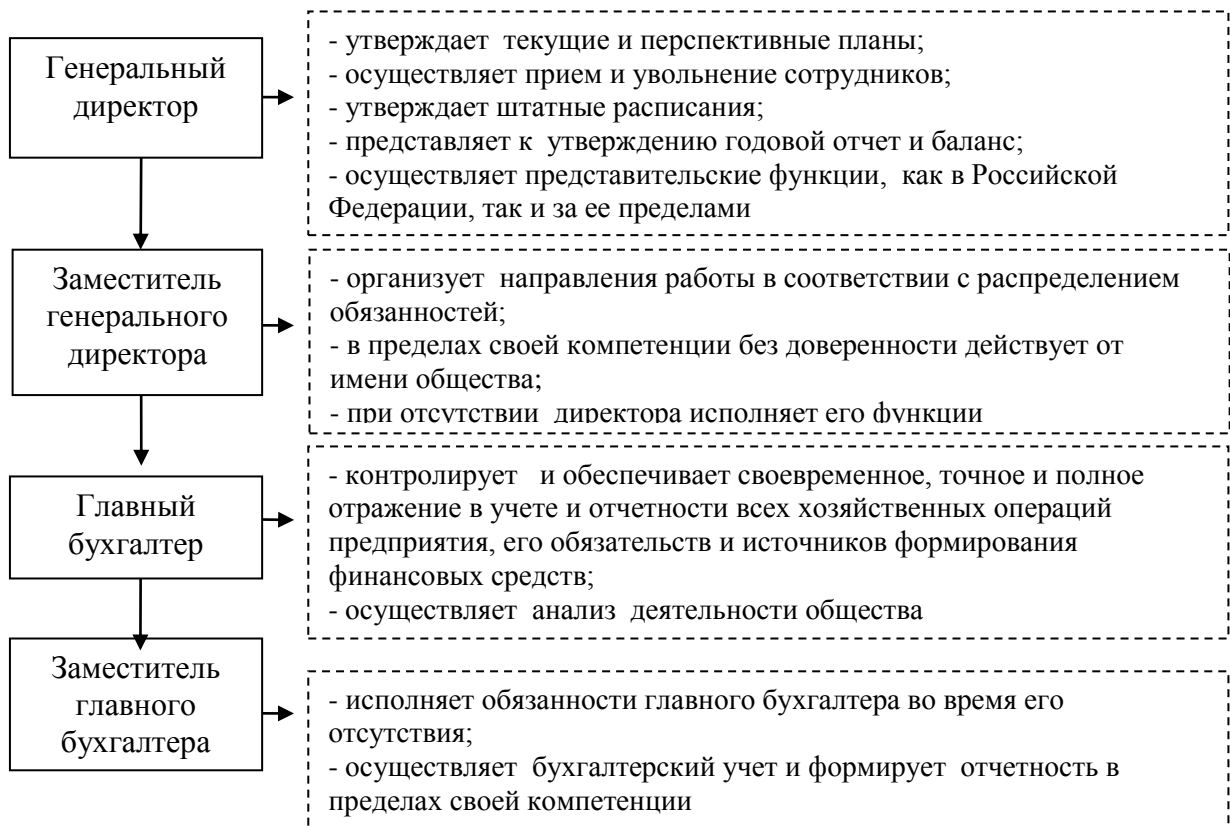 Генеральный
директор
- утверждает текущие и перспективные планы;
- осуществляет прием и увольнение сотрудников;
- утверждает штатные расписания;
- представляет к утверждению годовой отчет и баланс;
- осуществляет представительские функции, как в Российской
Федерации, так и за ее пределами
Заместитель
генерального
директора
- организует направления работы в соответствии с распределением
обязанностей;
- в пределах своей компетенции без доверенности действует от
имени общества;
- при отсутствии директора исполняет его функции
Главный
бухгалтер
- контролирует и обеспечивает своевременное, точное и полное
отражение в учете и отчетности всех хозяйственных операций
предприятия, его обязательств и источников формирования
финансовых средств;
- осуществляет анализ деятельности общества
Заместитель
главного
бухгалтера
- исполняет обязанности главного бухгалтера во время его
отсутствия;
- осуществляет бухгалтерский учет и формирует отчетность в
пределах своей компетенции